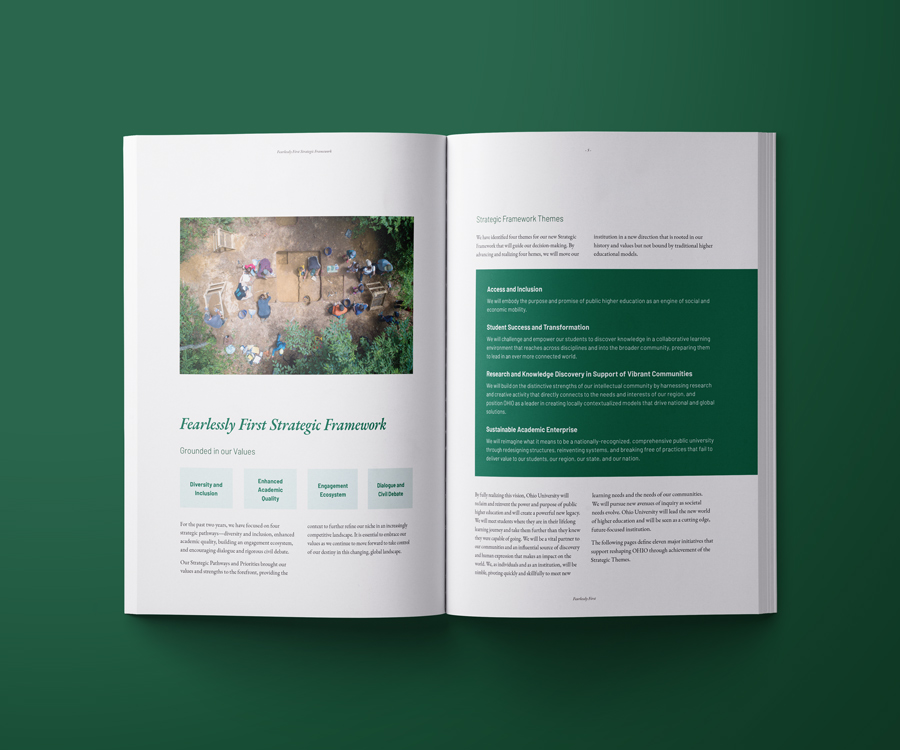 Fearlessly First Strategic Framework
Fearlessly First Strategic Framework
Grounded in our Values
Diversity and
Inclusion
Enhanced
Academic
Quality
Engagement
Ecosystem
Dialogue and
Civil Debate
For the past two years, we have focused on four
strategic pathways—diversity and inclusion, enhanced
academic quality, building an engagement ecosystem,
and encouraging dialogue and rigorous civil debate.
Our Strategic Pathways and Priorities brought our
values and strengths to the forefront, providing the
context to further refine our niche in an increasingly
competitive landscape. It is essential to embrace our
values as we continue to move forward to take control
of our destiny in this changing, global landscape.
Strategic Framework Themes
We have identified four themes for our new Strategic
Framework that will guide our decision-making. By
advancing and realizing four themes, we will move our
institution in a new direction that is rooted in our
history and values but not bound by traditional higher
educational models.
Access and Inclusion
We will embody the purpose and promise of public higher education as an engine of social and
economic mobility.
Student Success and Transformation
We will challenge and empower our students to discover knowledge in a collaborative learning
environment that reaches across disciplines and into the broader community, preparing them
to lead in an ever more connected world.
Research and Knowledge Discovery in Support of Vibrant Communities
We will build on the distinctive strengths of our intellectual community by harnessing research
and creative activity that directly connects to the needs and interests of our region, and
position OHIO as a leader in creating locally contextualized models that drive national and global
solutions.
Sustainable Academic Enterprise
We will reimagine what it means to be a nationally-recognized, comprehensive public university
through redesigning structures, reinventing systems, and breaking free of practices that fail to
deliver value to our students, our region, our state, and our nation.
By fully realizing this vision, Ohio University will
reclaim and reinvent the power and purpose of public
higher education and will create a powerful new legacy.
We will meet students where they are in their lifelong
learning journey and take them further than they knew
they were capable of going. We will be a vital partner to
our communities and an influential source of discovery
and human expression that makes an impact on the
world. We, as individuals and as an institution, will be
nimble, pivoting quickly and skillfully to meet new
learning needs and the needs of our communities.
We will pursue new avenues of inquiry as societal
needs evolve. Ohio University will lead the new world
of higher education and will be seen as a cutting edge,
future-focused institution.
The following pages define eleven major initiatives that
support reshaping OHIO through achievement of the
Strategic Themes.
Fearlessly First